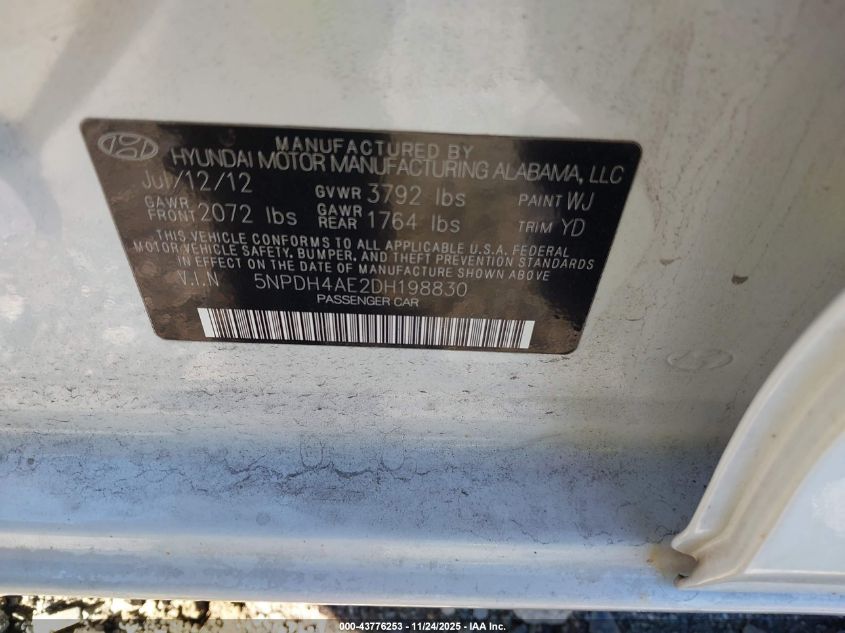 MANUFACTURED BY
HYUNDAI MOTOR MANUFACTURING ALABAMA, LLC
Jul/12/12 GVWR 3792 lbs PAINT WJ
GAWR FRONT 2072 lbs GAWR REAR 1764 lbs TRIM YD
THIS VEHICLE CONFORMS TO ALL APPLICABLE U.S.A. FEDERAL
MOTOR VEHICLE SAFETY, BUMPER, AND THEFT PREVENTION STANDARDS
IN EFFECT ON THE DATE OF MANUFACTURE SHOWN ABOVE
V.I.N 5NPDH4AE2DH198830
PASSENGER CAR
000-43776253 - 11/24/2025 - IAA Inc.